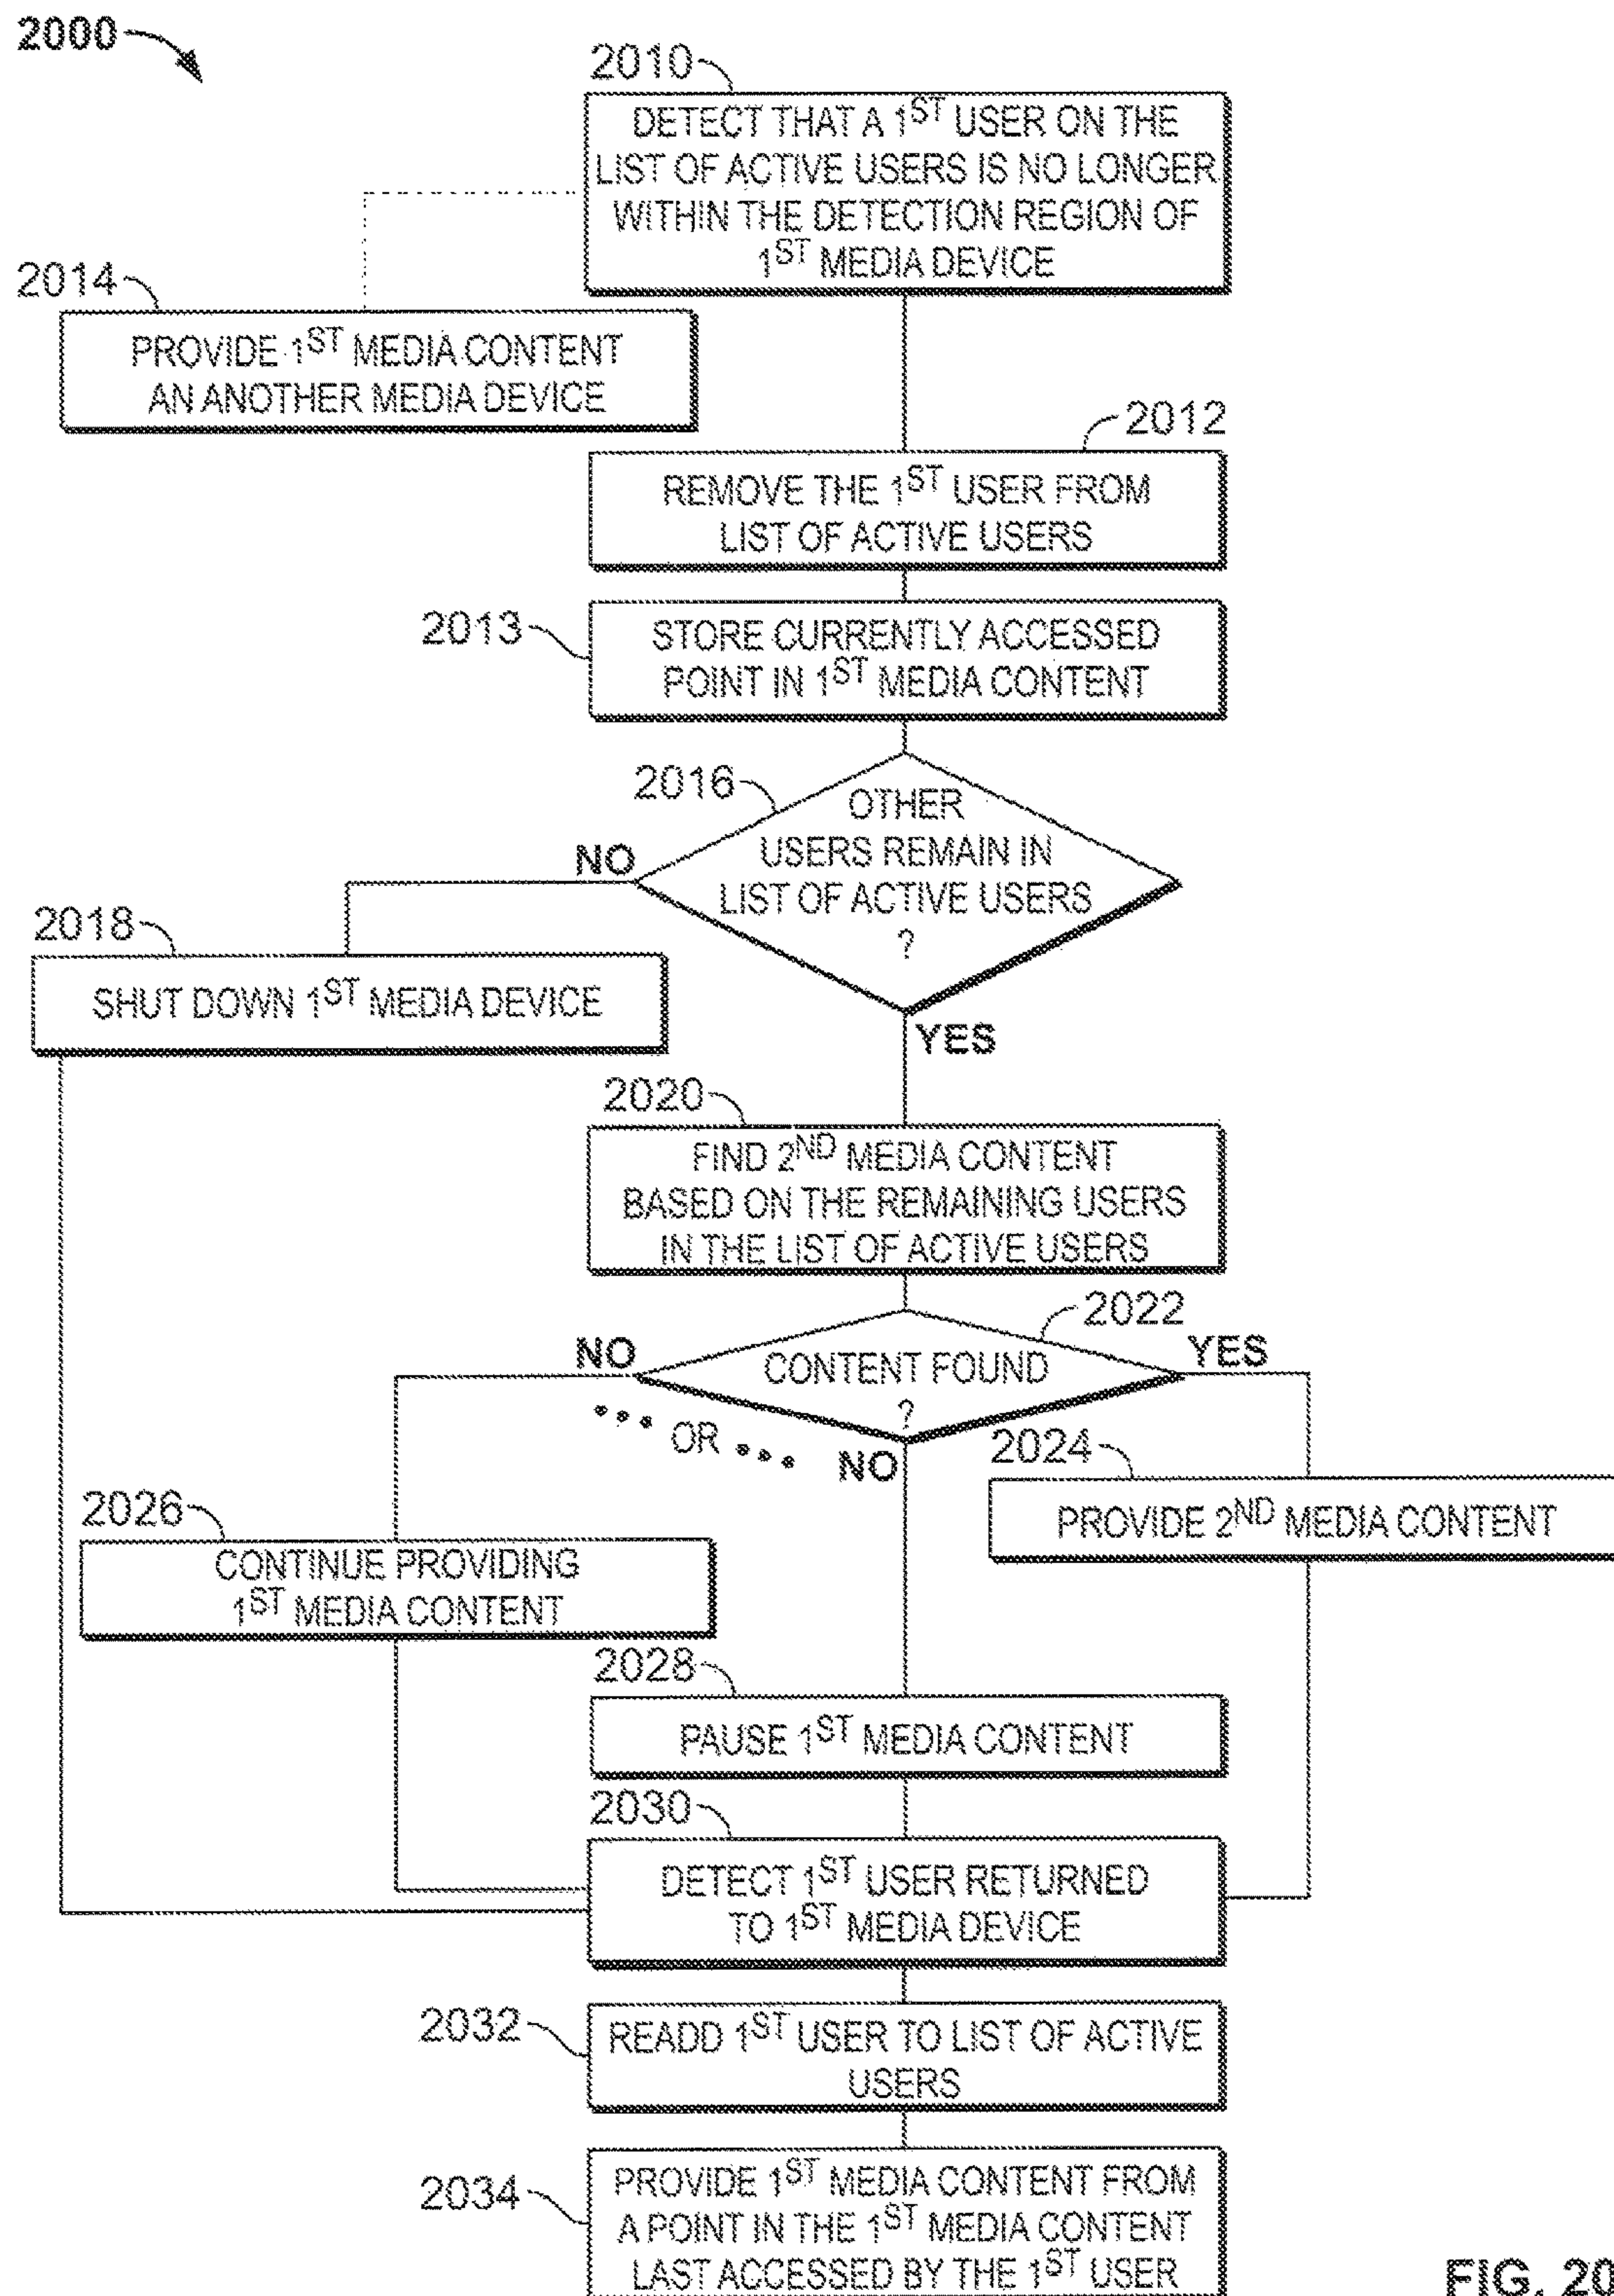 2000
2010
DETECT THAT A 1ST USER ON THE
LIST OF ACTIVE USERS IS NO LONGER
WITHIN THE DETECTION REGION OF
1ST MEDIA DEVICE
2014
PROVIDE 1ST MEDIA CONTENT
AN ANOTHER MEDIA DEVICE
2012
REMOVE THE 1ST USER FROM
LIST OF ACTIVE USERS
2013
STORE CURRENTLY ACCESSED
POINT IN 1ST MEDIA CONTENT
2016
OTHER
USERS REMAIN IN
LIST OF ACTIVE USERS
?
NO
YES
2018
SHUT DOWN 1ST MEDIA DEVICE
2020
FIND 2ND MEDIA CONTENT
BASED ON THE REMAINING USERS
IN THE LIST OF ACTIVE USERS
2022
NO
CONTENT FOUND
?
YES
••• OR •••
NO
2024
PROVIDE 2ND MEDIA CONTENT
2026
CONTINUE PROVIDING
1ST MEDIA CONTENT
2028
PAUSE 1ST MEDIA CONTENT
2030
DETECT 1ST USER RETURNED
TO 1ST MEDIA DEVICE
2032
READD 1ST USER TO LIST OF ACTIVE
USERS
2034
PROVIDE 1ST MEDIA CONTENT FROM
A POINT IN THE 1ST MEDIA CONTENT
LAST ACCESSED BY THE 1ST USER
FIG. 20